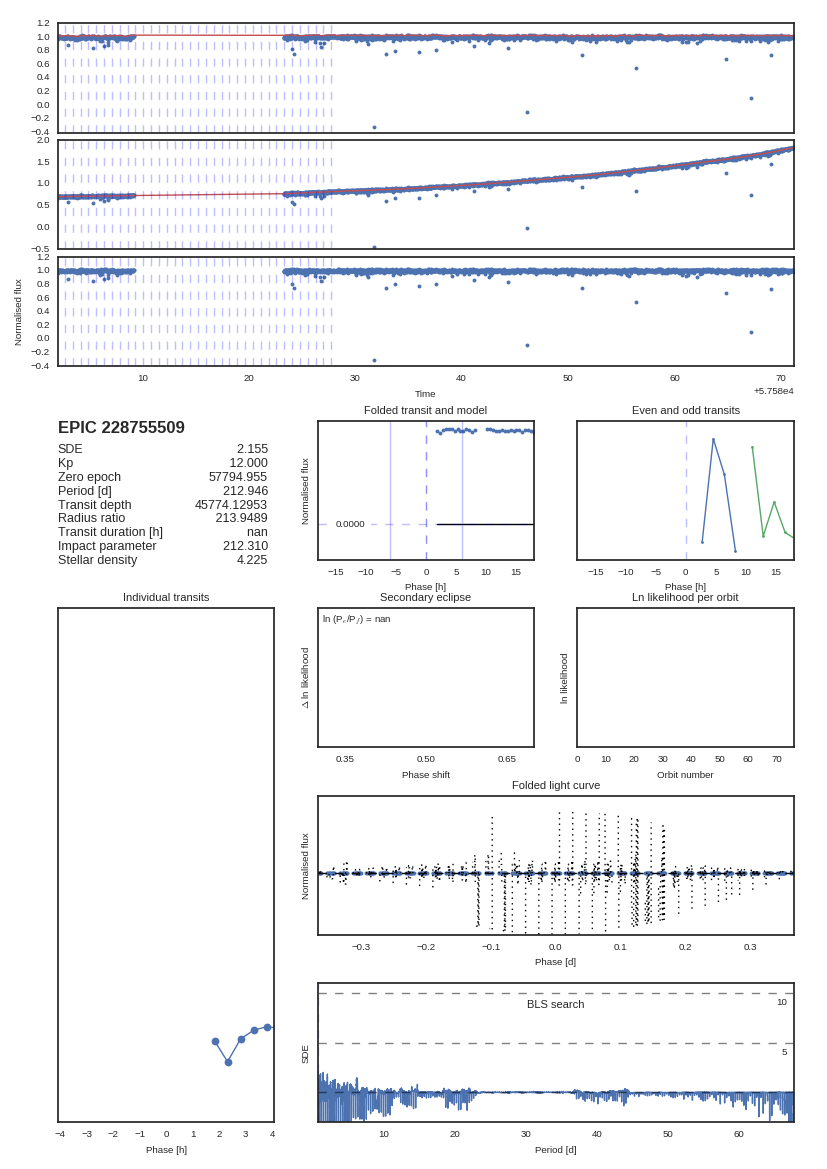 1.2
1.0
0.8
0.6
0.4
0.2
0.0
−0.2
−0.4
2.0
1.5
1.0
0.5
0.0
−0.5
1.2
1.0
0.8
0.6
0.4
0.2
0.0
−0.2
−0.4
Normalised flux
10 20 30 40 50 60 70
Time
+5.758e4
EPIC 228755509
SDE 2.155
Kp 12.000
Zero epoch 57794.955
Period [d] 212.946
Transit depth 45774.12953
Radius ratio 213.9489
Transit duration [h] nan
Impact parameter 212.310
Stellar density 4.225
Folded transit and model
Normalised flux
0.0000
−15 −10 −5 0 5 10 15
Phase [h]
Even and odd transits
−15 −10 −5 0 5 10 15
Phase [h]
Individual transits
−4 −3 −2 −1 0 1 2 3 4
Phase [h]
Secondary eclipse
ln (Pₑ/P_f) = nan
Δ ln likelihood
0.35 0.50 0.65
Phase shift
Ln likelihood per orbit
ln likelihood
0 10 20 30 40 50 60 70
Orbit number
Folded light curve
Normalised flux
−0.3 −0.2 −0.1 0.0 0.1 0.2 0.3
Phase [d]
BLS search
10
5
SDE
10 20 30 40 50 60
Period [d]